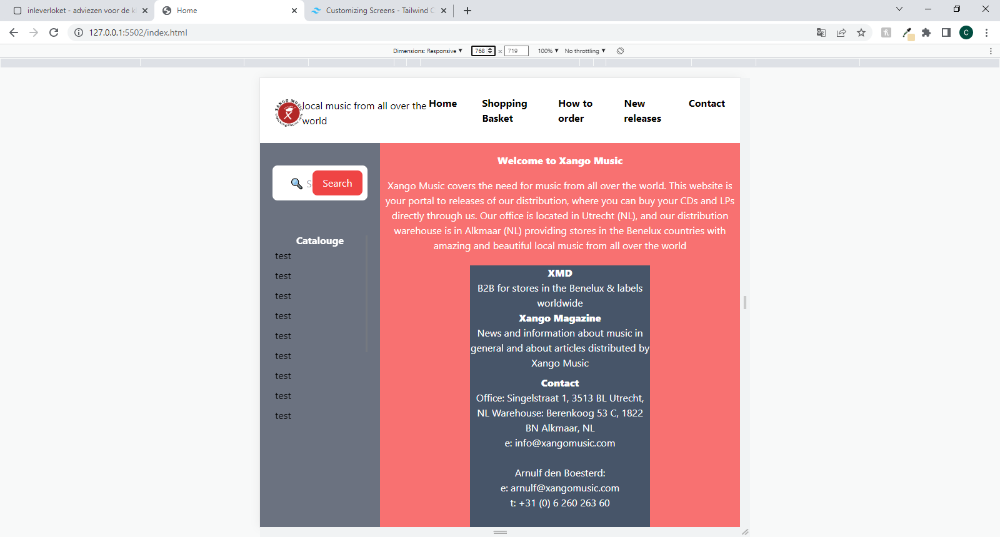 inleverloket - adviezen voor de kl
Home
Customizing Screens - Tailwind C
127.0.0.1:5502/index.html
C
Dimensions: Responsive
768 × 719
100%
No throttling
XANGO MUSIC
X
local music from all over the
world
Home
Shopping
Basket
How to
order
New
releases
Contact
S
Search
Catalouge
test
test
test
test
test
test
test
test
test
Welcome to Xango Music
Xango Music covers the need for music from all over the world. This website is
your portal to releases of our distribution, where you can buy your CDs and LPs
directly through us. Our office is located in Utrecht (NL), and our distribution
warehouse is in Alkmaar (NL) providing stores in the Benelux countries with
amazing and beautiful local music from all over the world
XMD
B2B for stores in the Benelux & labels
worldwide
Xango Magazine
News and information about music in
general and about articles distributed by
Xango Music
Contact
Office: Singelstraat 1, 3513 BL Utrecht,
NL Warehouse: Berenkoog 53 C, 1822
BN Alkmaar, NL
e: info@xangomusic.com
Arnulf den Boesterd:
e: arnulf@xangomusic.com
t: +31 (0) 6 260 263 60